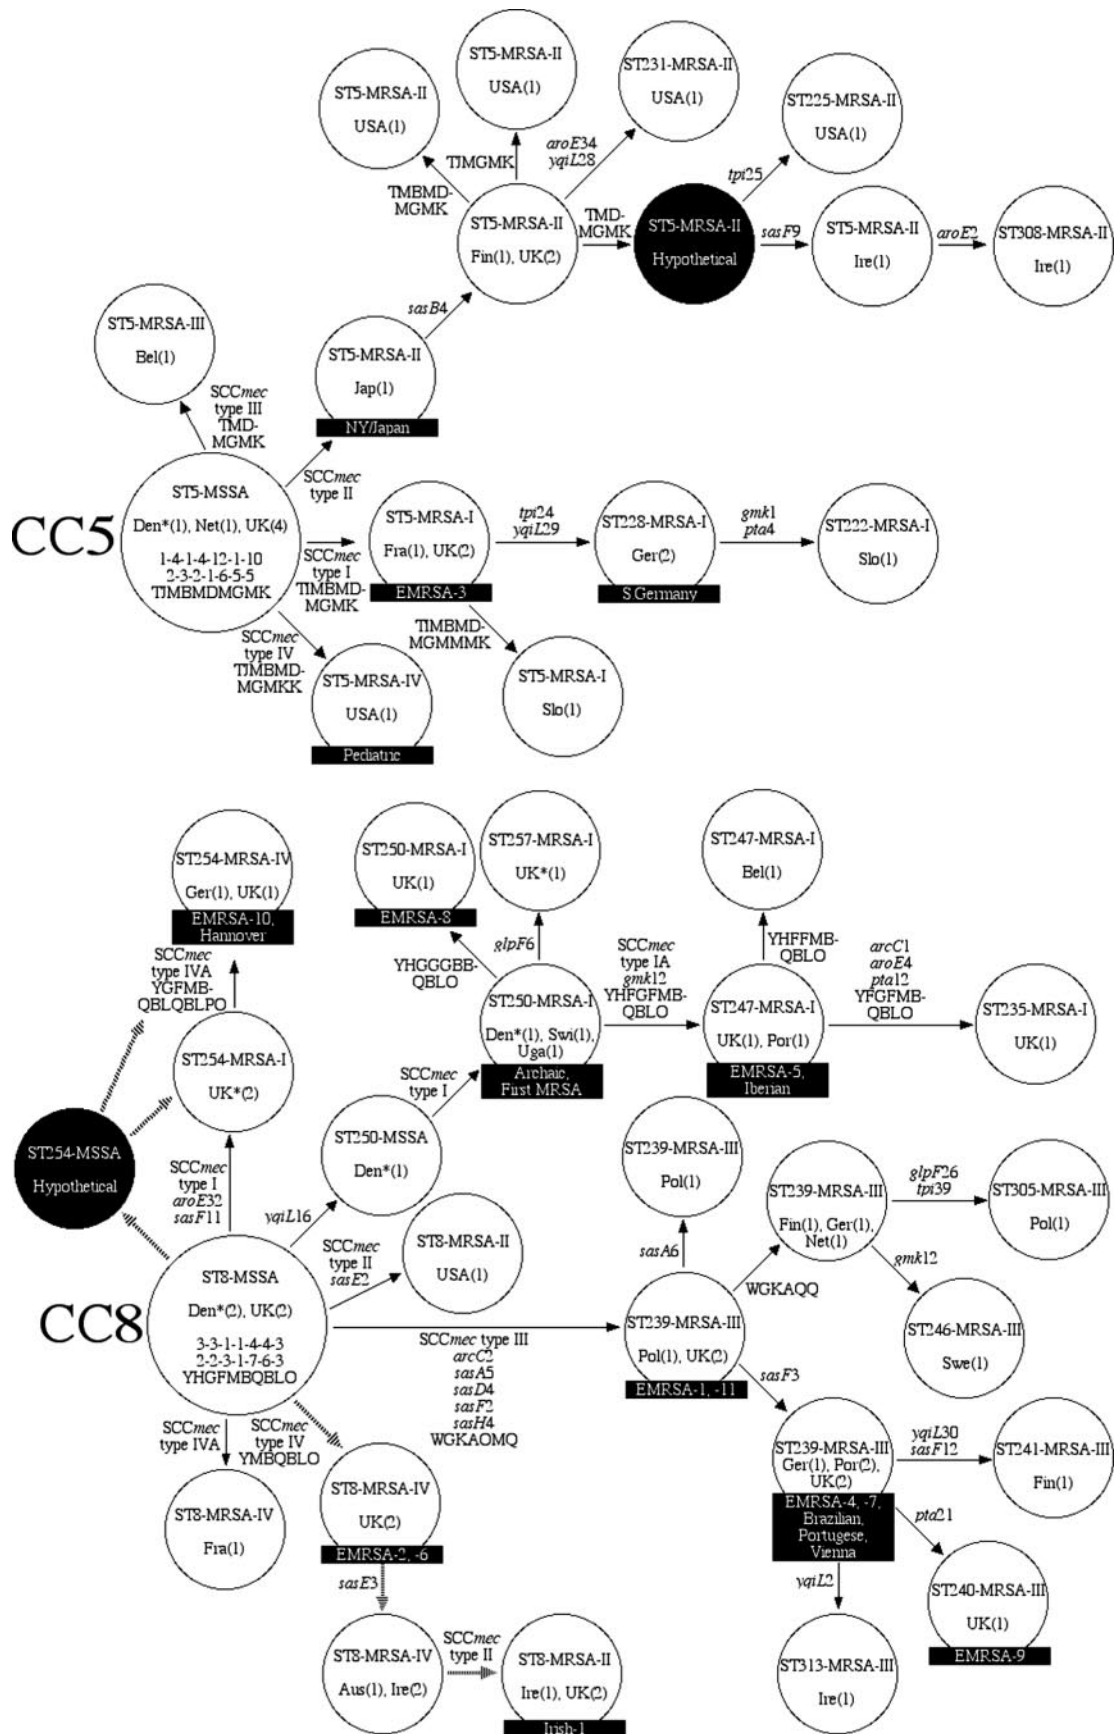 ST5-MRSA-II
USA(1)
ST5-MRSA-II
USA(1)
ST231-MRSA-II
USA(1)
ST225-MRSA-II
USA(1)
TJMGMK
aroE34
yqiL28
tpi25
TMBMD-
MGMK
ST5-MRSA-II
Fin(1), UK(2)
TMD-
MGMK
ST5-MRSA-II
Hypothetical
sasF9
ST5-MRSA-II
Ire(1)
aroE2
ST308-MRSA-II
Ire(1)
sasB4
ST5-MRSA-III
Bel(1)
ST5-MRSA-II
Jap(1)
NY/Japan
SCCmec
type III
TMD-
MGMK
SCCmec
type II
CC5
ST5-MSSA
Den*(1), Net(1), UK(4)
1-4-1-4-12-1-10
2-3-2-1-6-5-5
TJMBMDMGMK
SCCmec
type I
TIMBMD-
MGMK
ST5-MRSA-I
Fra(1), UK(2)
EMRSA-3
tpi24
yqiL29
ST228-MRSA-I
Ger(2)
S.Germany
gmk1
pta4
ST222-MRSA-I
Slo(1)
SCCmec
type IV
TJMBMD-
MGMKK
TIMBMD-
MGMMMK
ST5-MRSA-IV
USA(1)
Pediatric
ST5-MRSA-I
Slo(1)
ST254-MRSA-IV
Ger(1), UK(1)
EMRSA-10,
Hannover
ST250-MRSA-I
UK(1)
EMRSA-8
ST257-MRSA-I
UK*(1)
ST247-MRSA-I
Bel(1)
SCCmec
type IVA
YGFMB-
QBLQBLPO
YHGGGBB-
QBLO
glpF6
SCCmec
type IA
gmk12
YHFGFMB-
QBLO
YHFFMB-
QBLO
arcC1
aroE4
pta12
YFGFMB-
QBLO
ST250-MRSA-I
Den*(1), Swi(1),
Uga(1)
Archaic,
First MRSA
ST247-MRSA-I
UK(1), Por(1)
EMRSA-5,
Iberian
ST235-MRSA-I
UK(1)
ST254-MRSA-I
UK*(2)
SCCmec
type I
ST254-MSSA
Hypothetical
SCCmec
type I
aroE32
sasF11
yqiL16
ST250-MSSA
Den*(1)
ST239-MRSA-III
Pol(1)
ST239-MRSA-III
Fin(1), Ger(1),
Net(1)
glpF26
tpi39
ST305-MRSA-III
Pol(1)
SCCmec
type II
sasE2
ST8-MRSA-II
USA(1)
sasA6
WGKAQQ
gmk12
CC8
ST8-MSSA
Den*(2), UK(2)
3-3-1-1-4-4-3
2-2-3-1-7-6-3
YHGFMBQBLO
SCCmec type III
arcC2
sasA5
sasD4
sasF2
sasH4
WGKAOMQ
ST239-MRSA-III
Pol(1), UK(2)
EMRSA-1, -11
ST246-MRSA-III
Swe(1)
sasF3
SCCmec
type IVA
SCCmec
type IV
YMBQBLO
ST239-MRSA-III
Ger(1), Por(2),
UK(2)
EMRSA-4, -7,
Brazilian,
Portugese,
Vienna
yqiL30
sasF12
ST241-MRSA-III
Fin(1)
ST8-MRSA-IV
Fra(1)
ST8-MRSA-IV
UK(2)
EMRSA-2, -6
pta21
sasE3
yqiL2
ST240-MRSA-III
UK(1)
EMRSA-9
ST8-MRSA-IV
Aus(1), Ire(2)
SCCmec
type II
ST8-MRSA-II
Ire(1), UK(2)
Irish-1
ST313-MRSA-III
Ire(1)